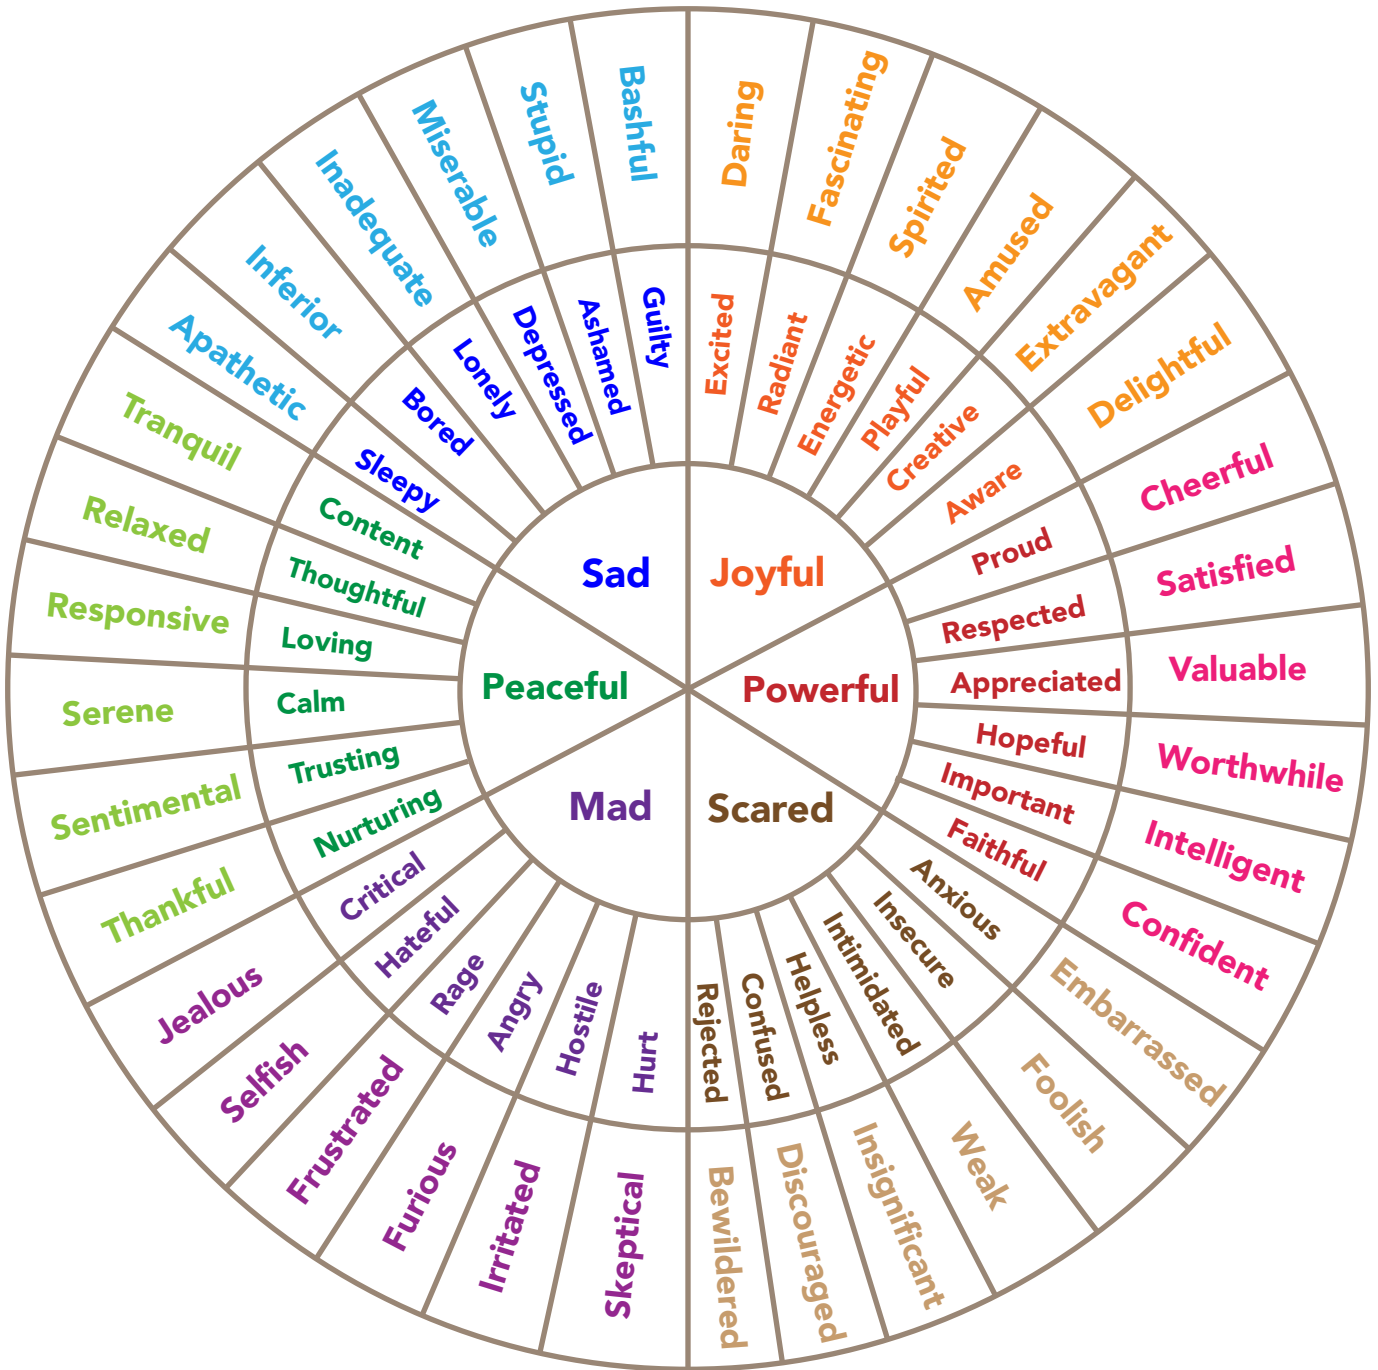 Joyful
Powerful
Scared
Mad
Peaceful
Sad
Excited
Radiant
Energetic
Playful
Creative
Aware
Proud
Respected
Appreciated
Hopeful
Important
Faithful
Anxious
Insecure
Intimidated
Helpless
Confused
Rejected
Hurt
Hostile
Angry
Rage
Hateful
Critical
Nurturing
Trusting
Calm
Loving
Thoughtful
Content
Sleepy
Bored
Lonely
Depressed
Ashamed
Guilty
Daring
Fascinating
Spirited
Amused
Extravagant
Delightful
Cheerful
Satisfied
Valuable
Worthwhile
Intelligent
Confident
Embarrassed
Foolish
Weak
Insignificant
Discouraged
Bewildered
Skeptical
Irritated
Furious
Frustrated
Selfish
Jealous
Thankful
Sentimental
Serene
Responsive
Relaxed
Tranquil
Apathetic
Inferior
Inadequate
Miserable
Stupid
Bashful